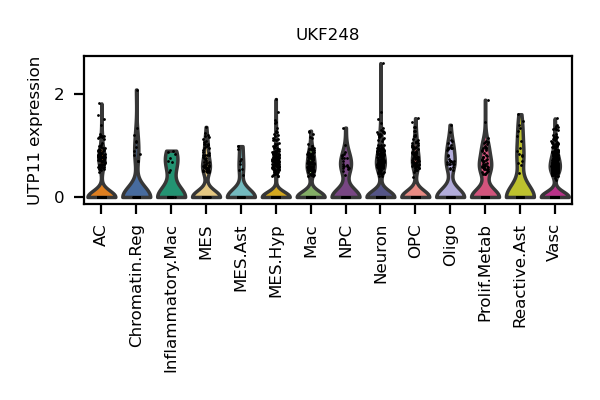 UKF248
UTP11 expression
2
0
AC
Chromatin.Reg
Inflammatory.Mac
MES
MES.Ast
MES.Hyp
Mac
NPC
Neuron
OPC
Oligo
Prolif.Metab
Reactive.Ast
Vasc